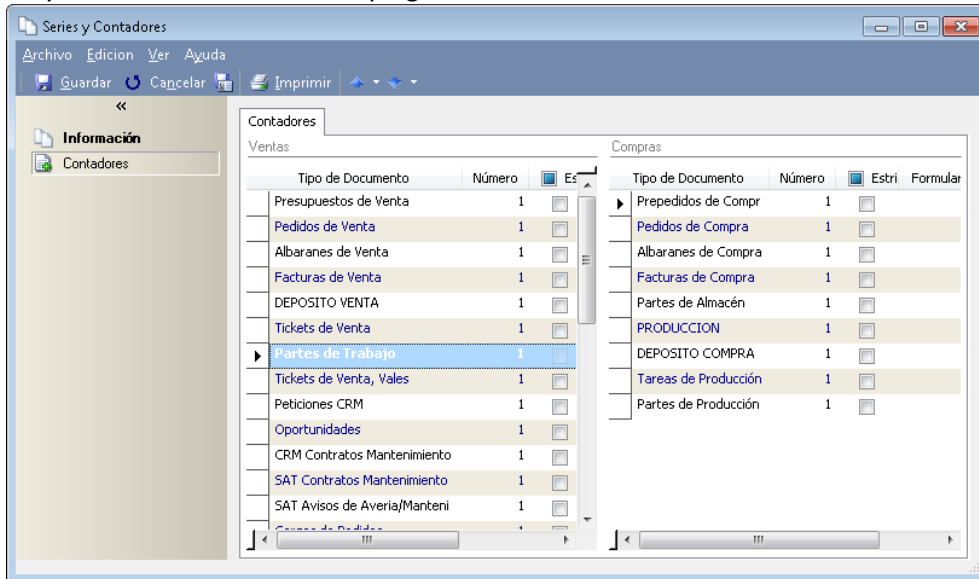 Series y Contadores
Archivo Edicion Ver Ayuda
Guardar Cancelar Imprimir
«
Información
Contadores
Contadores
Ventas
Tipo de Documento Número Es
Presupuestos de Venta 1
Pedidos de Venta 1
Albaranes de Venta 1
Facturas de Venta 1
DEPOSITO VENTA 1
Tickets de Venta 1
Partes de Trabajo 1
Tickets de Venta, Vales 1
Peticiones CRM 1
Oportunidades 1
CRM Contratos Mantenimiento 1
SAT Contratos Mantenimiento 1
SAT Avisos de Averia/Manteni 1
Compras
Tipo de Documento Número Estri Formular
Prepedidos de Compr 1
Pedidos de Compra 1
Albaranes de Compra 1
Facturas de Compra 1
Partes de Almacén 1
PRODUCCION 1
DEPOSITO COMPRA 1
Tareas de Producción 1
Partes de Producción 1